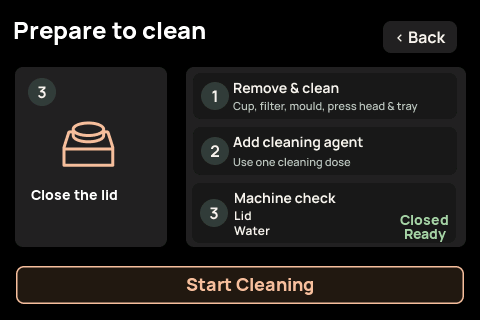 Prepare to clean
‹ Back
3
Close the lid
1
Remove & clean
Cup, filter, mould, press head & tray
2
Add cleaning agent
Use one cleaning dose
3
Machine check
Lid Closed
Water Ready
Start Cleaning